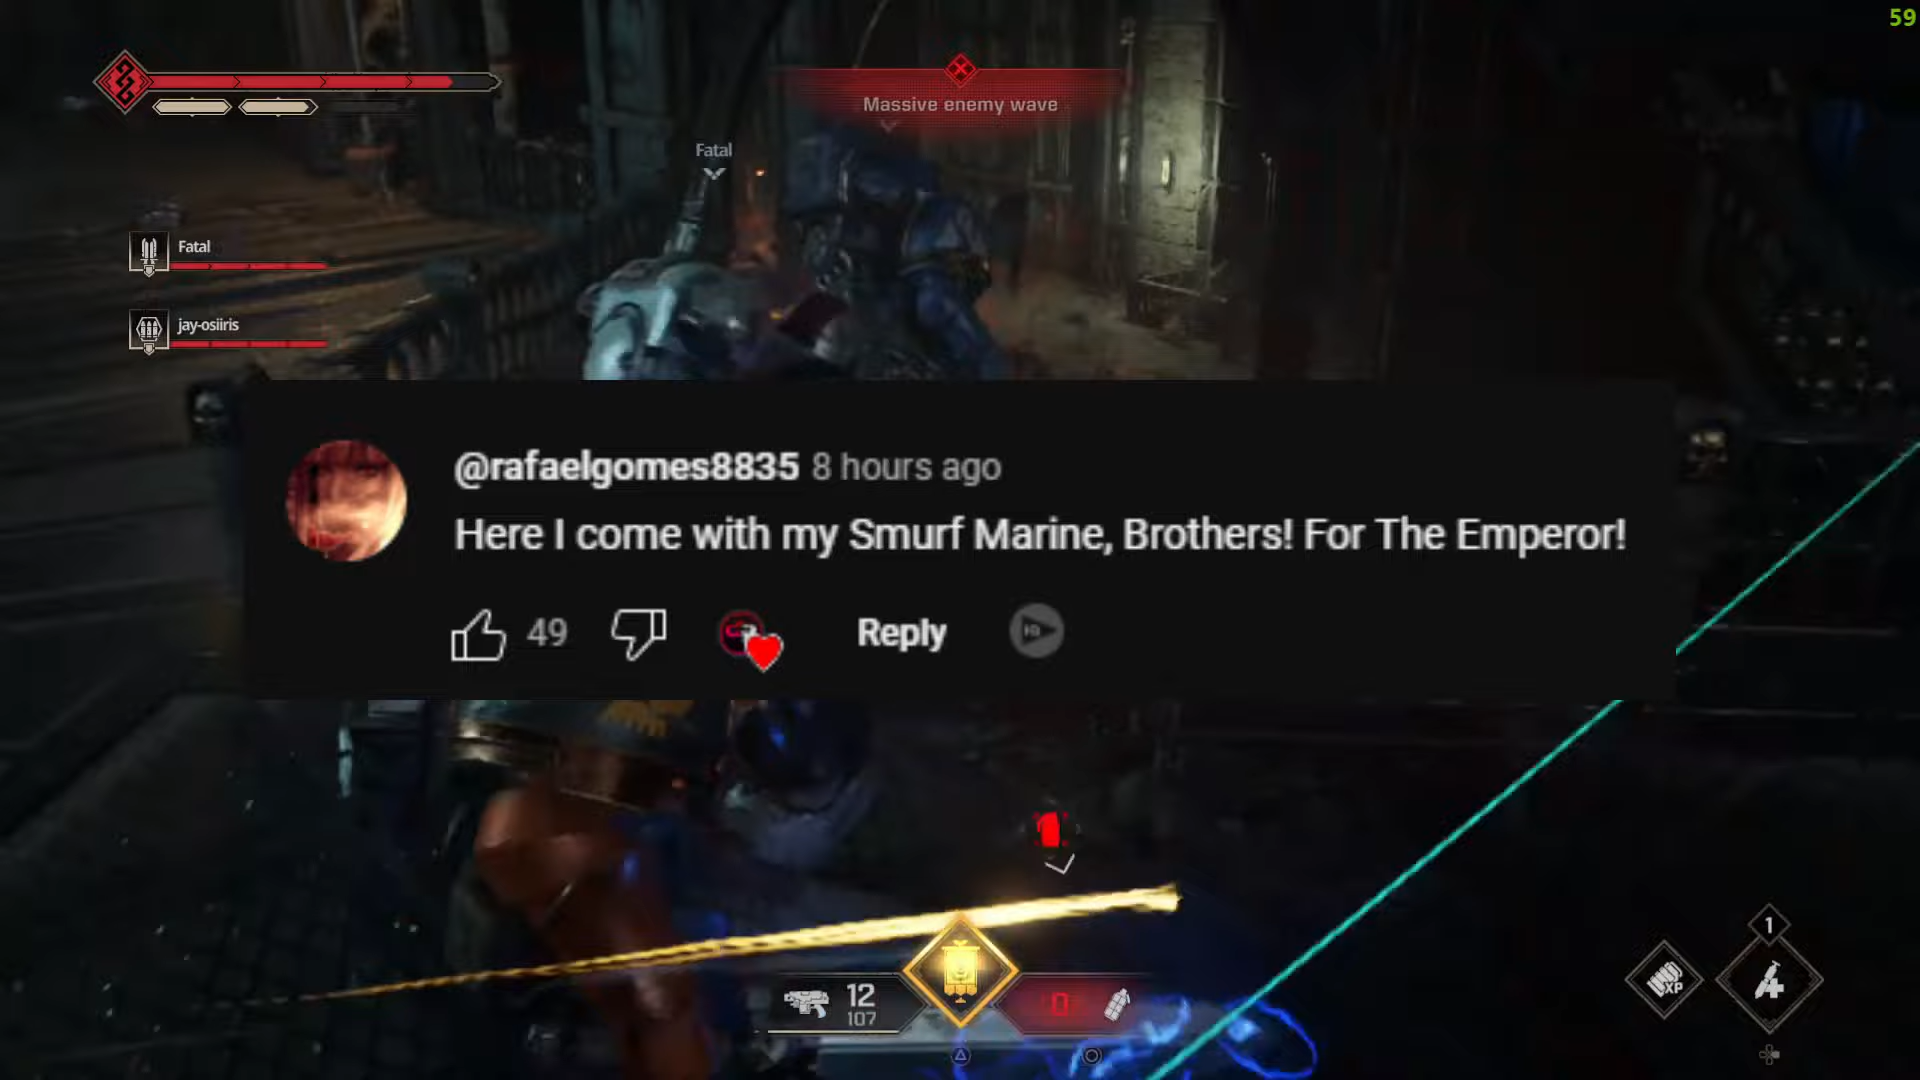 59
Massive enemy wave
Fatal
Fatal
jay-osiiris
@rafaelgomes8835 8 hours ago
Here I come with my Smurf Marine, Brothers! For The Emperor!
49
Reply
1
XP
12
107
0